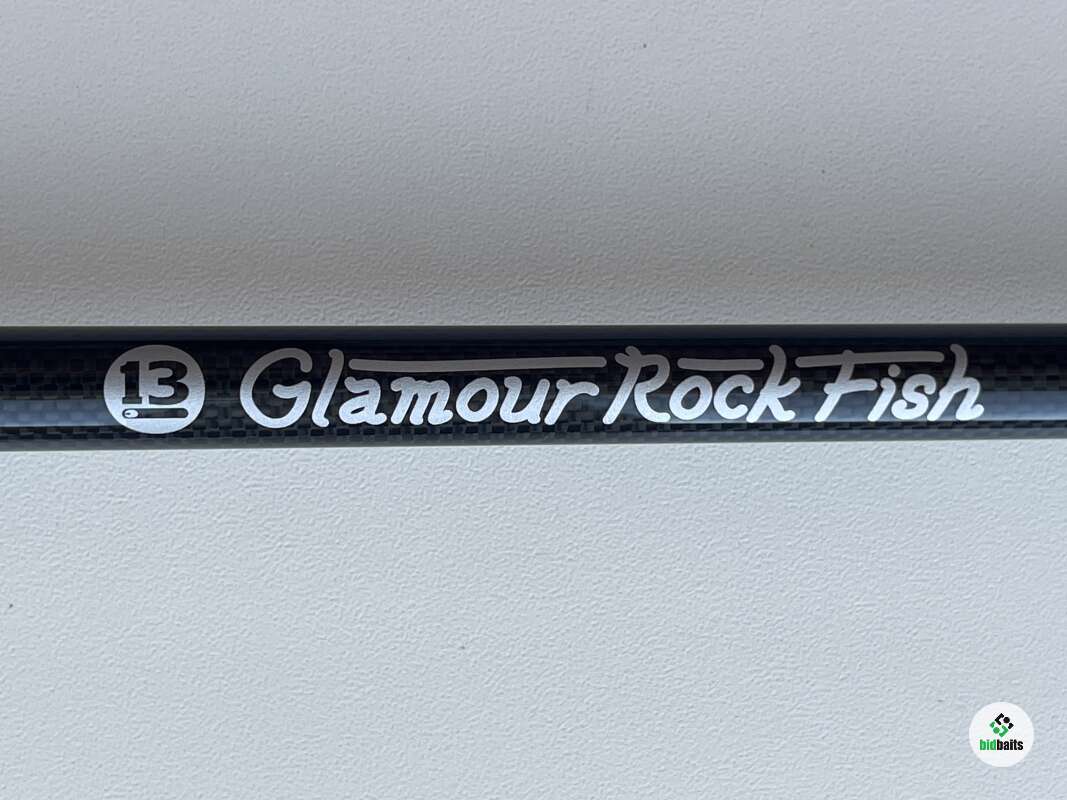 13 Glamour Rock Fish
bidbaits